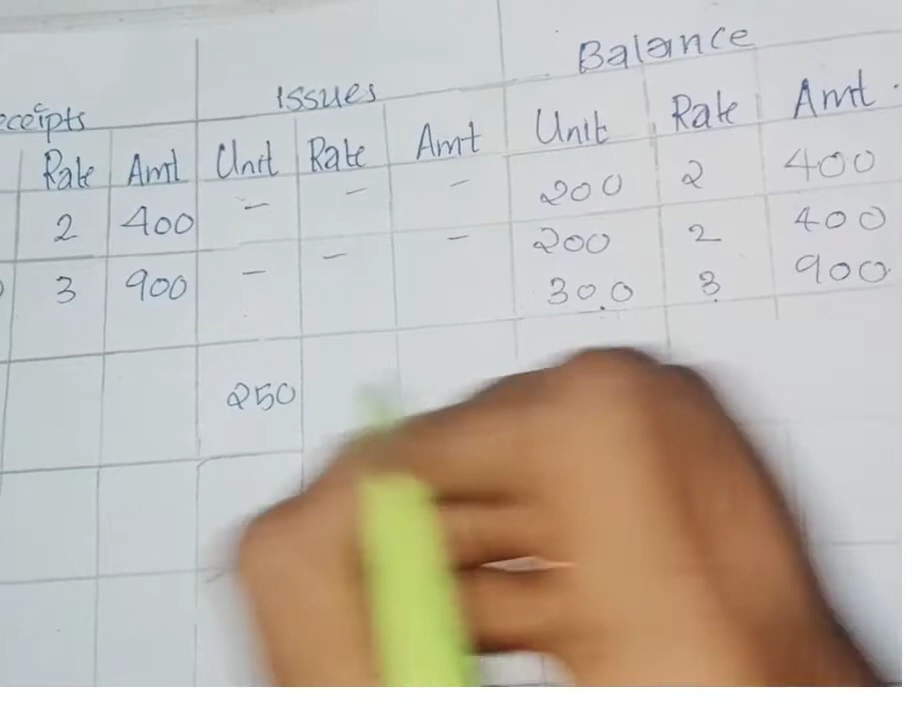 Balance
Issues
ceipts
Rate Amt Unit Rate Amt Unit Rate Amt.
2 400 - - - 200 2 400
200 2 400
3 900 - - - 300 3 900
250